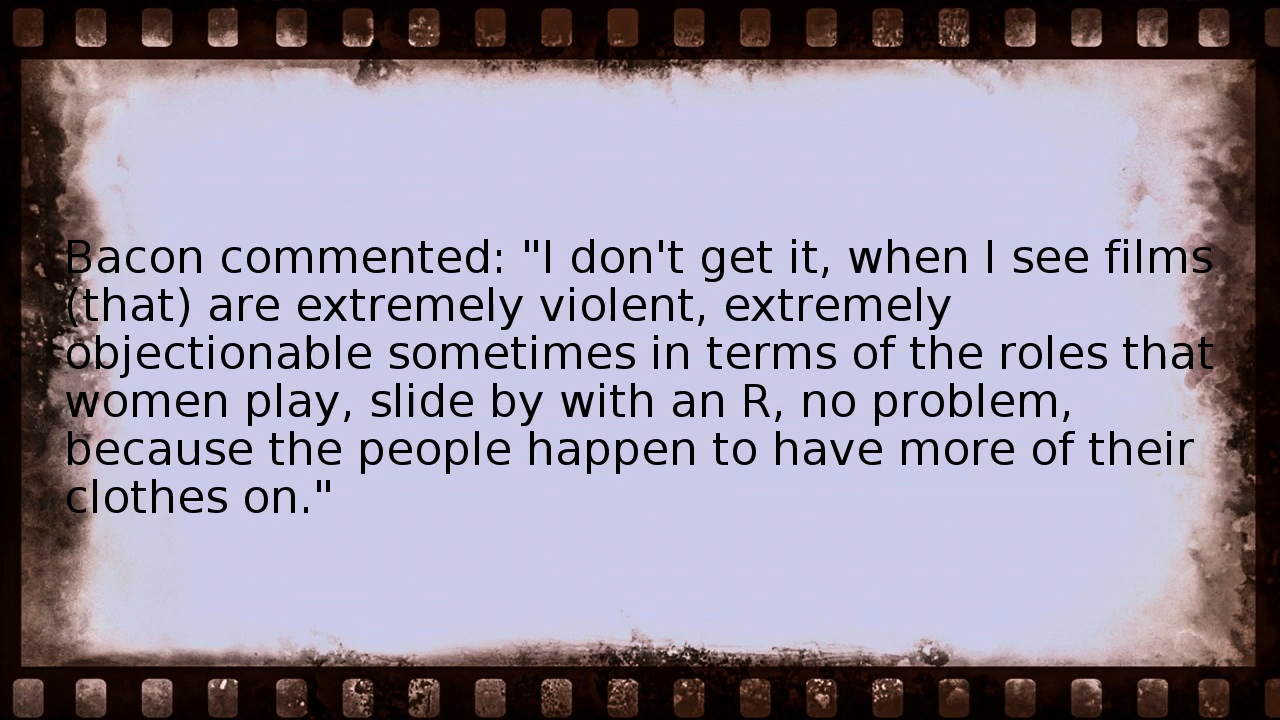 Bacon commented: "I don't get it, when I see films
(that) are extremely violent, extremely
objectionable sometimes in terms of the roles that
women play, slide by with an R, no problem,
because the people happen to have more of their
clothes on."